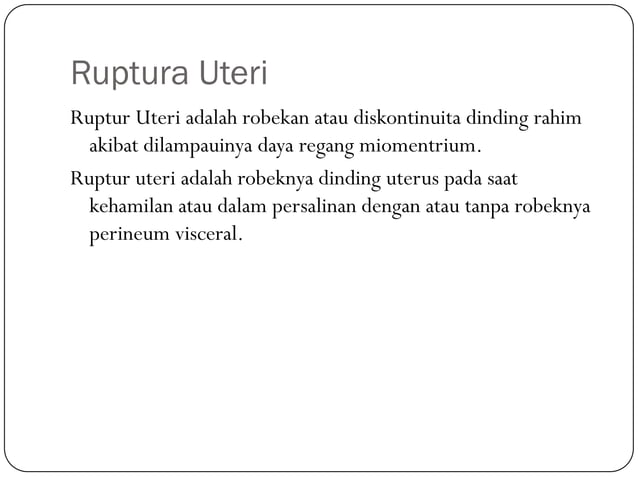 Ruptura Uteri
Ruptur Uteri adalah robekan atau diskontinuita dinding rahim
akibat dilampauinya daya regang miomentrium.
Ruptur uteri adalah robeknya dinding uterus pada saat
kehamilan atau dalam persalinan dengan atau tanpa robeknya
perineum visceral.